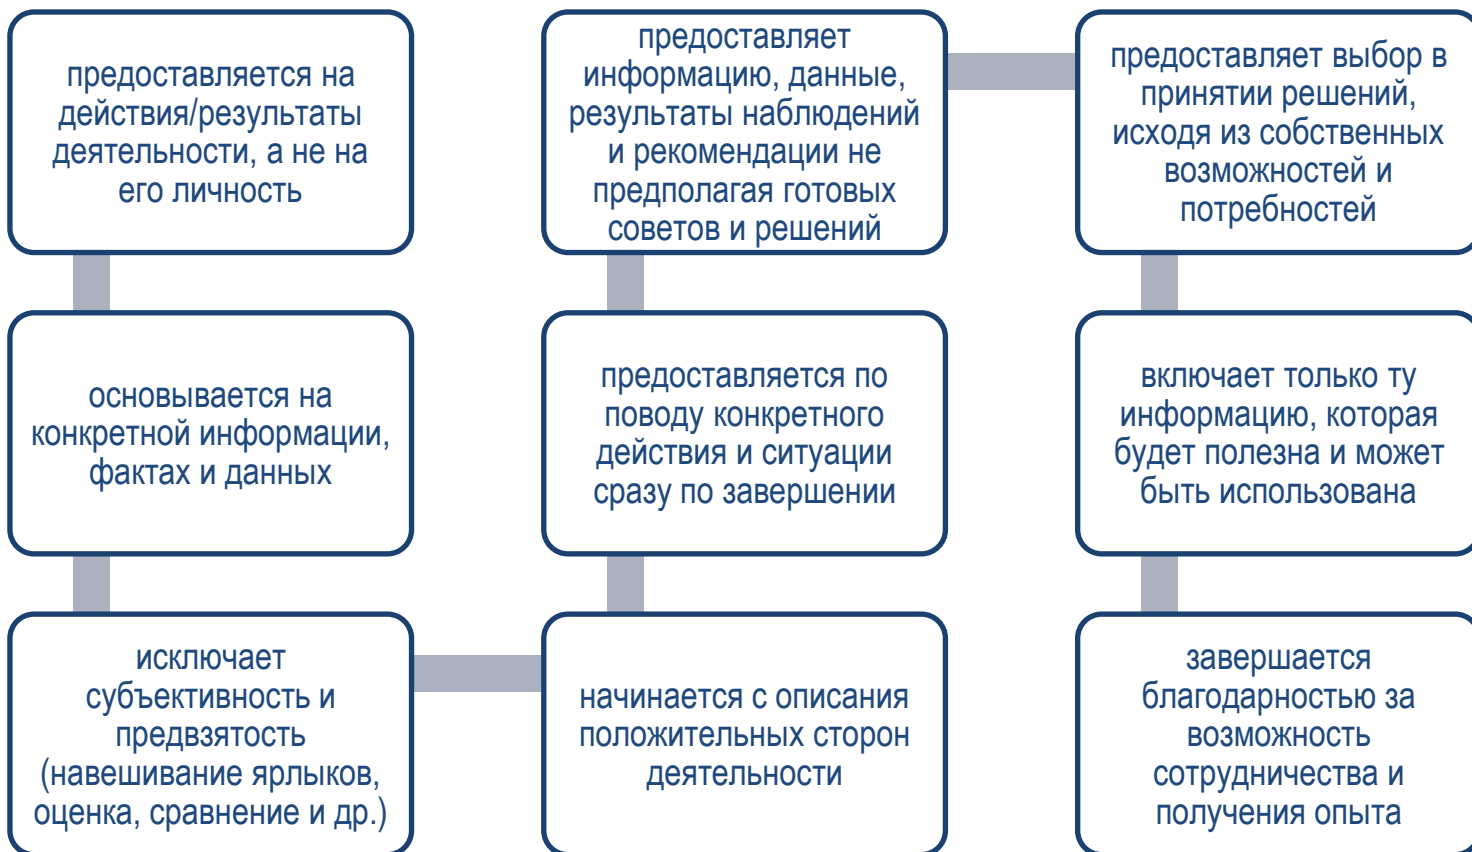 предоставляется на
действия/результаты
деятельности, а не на
его личность
основывается на
конкретной информации,
фактах и данных
исключает
субъективность и
предвзятость
(навешивание ярлыков,
оценка, сравнение и др.)
начинается с описания
положительных сторон
деятельности
предоставляется по
поводу конкретного
действия и ситуации
сразу по завершении
предоставляет
информацию, данные,
результаты наблюдений
и рекомендации не
предполагая готовых
советов и решений
предоставляет выбор в
принятии решений,
исходя из собственных
возможностей и
потребностей
включает только ту
информацию, которая
будет полезна и может
быть использована
завершается
благодарностью за
возможность
сотрудничества и
получения опыта